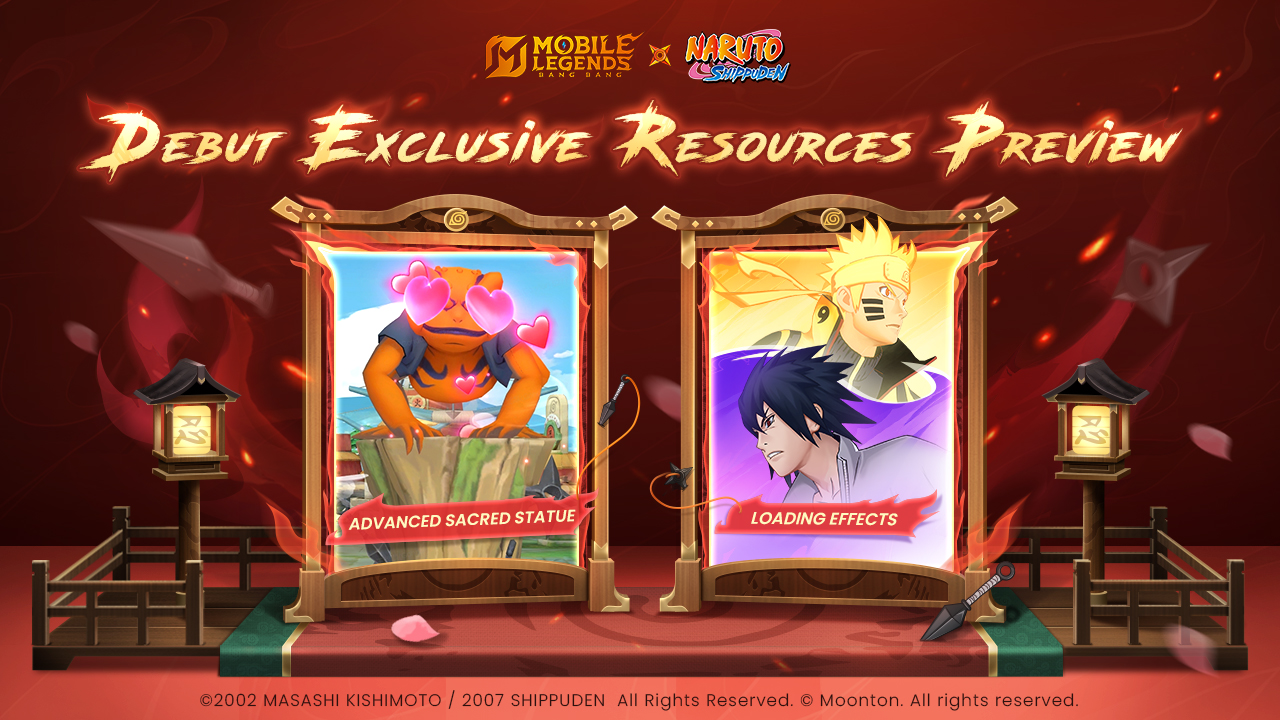 MOBILE LEGENDS BANG BANG × NARUTO SHIPPUDEN
DEBUT EXCLUSIVE RESOURCES PREVIEW
ADVANCED SACRED STATUE
LOADING EFFECTS
©2002 MASASHI KISHIMOTO / 2007 SHIPPUDEN All Rights Reserved. © Moonton. All rights reserved.